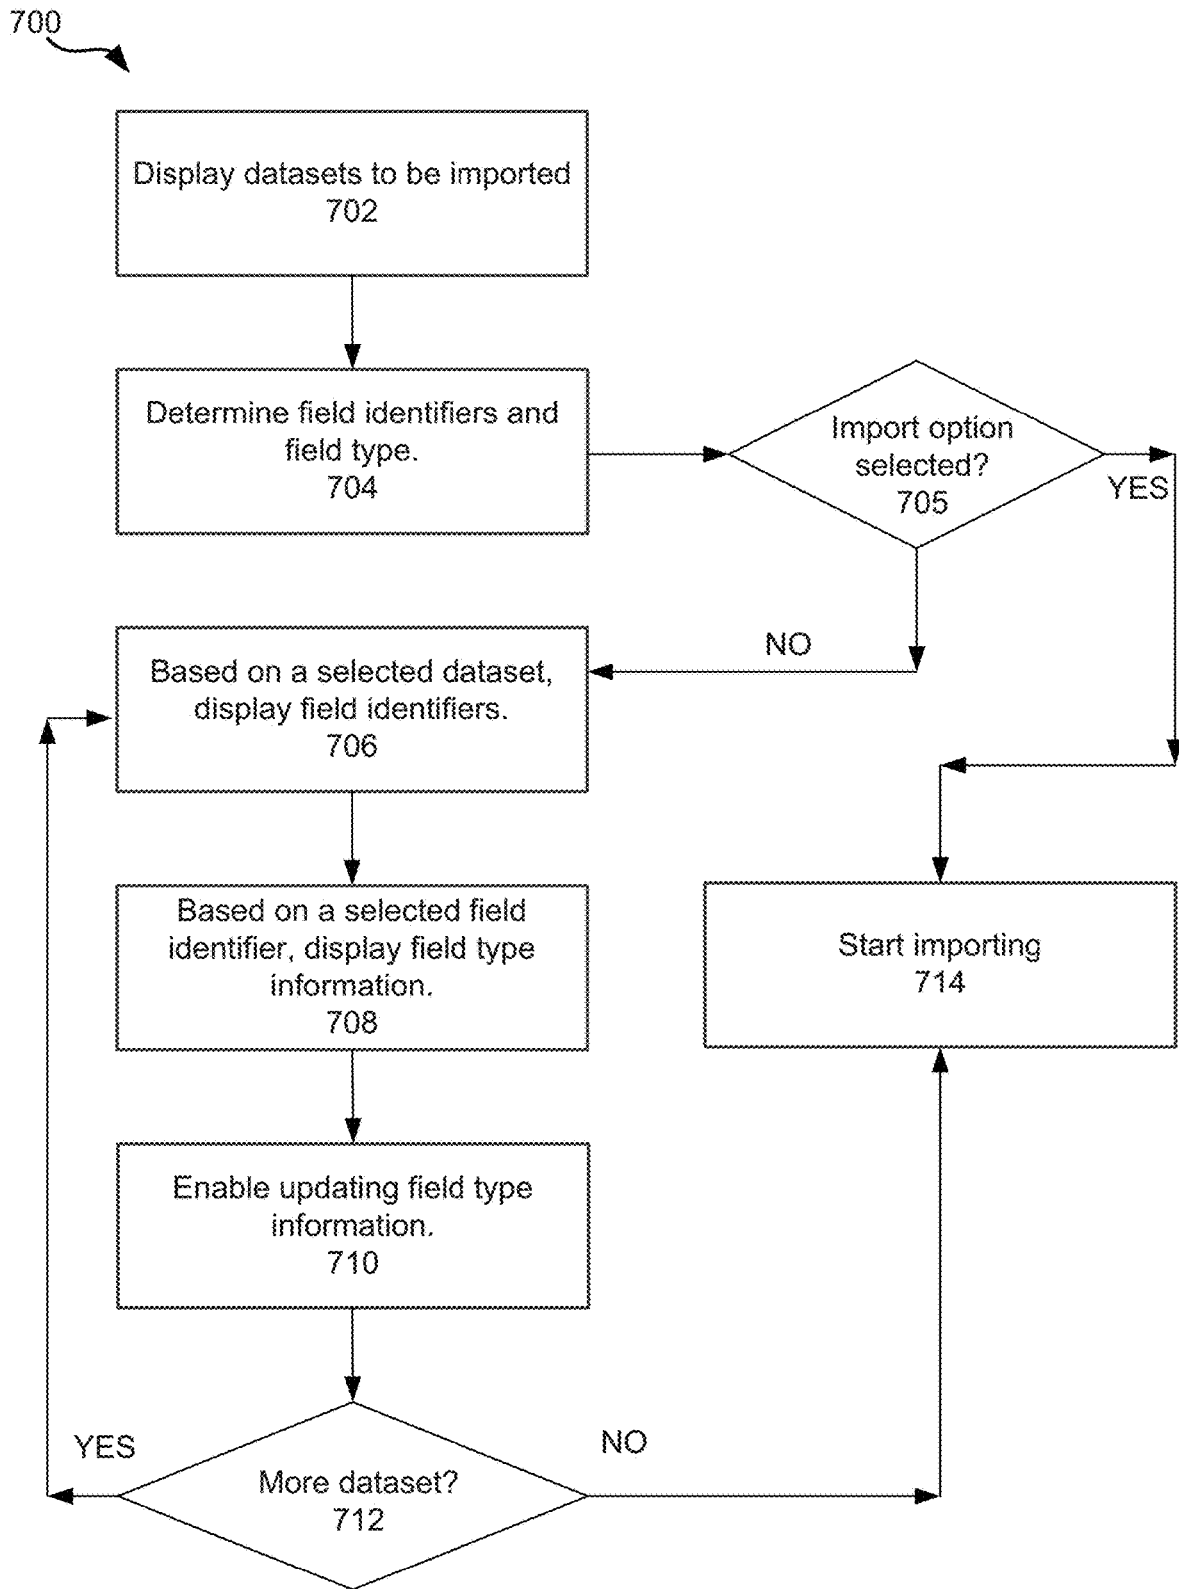 700
Display datasets to be imported
702
Determine field identifiers and
field type.
704
Import option
selected?
705
YES
NO
Based on a selected dataset,
display field identifiers.
706
Based on a selected field
identifier, display field type
information.
708
Start importing
714
Enable updating field type
information.
710
YES
NO
More dataset?
712